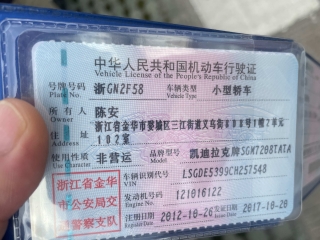 中华人民共和国机动车行驶证
Vehicle License of the People's Republic of China
号牌号码 浙GN2F58 车辆类型 小型轿车
Plate No. Vehicle Type
所有人 陈安
Owner
住址 浙江省金华市婺城区三江街道义乌街
102室
Address
使用性质 非营运 品牌型号 凯迪拉克牌SGM7208TATA
Use Character Model
浙江省金华市公安局交警察支队
车辆识别代号 LSGDE5399CH257548
VIN
发动机号码 121016122
Engine No.
注册日期 2012-10-26 发证日期 2017-10-20